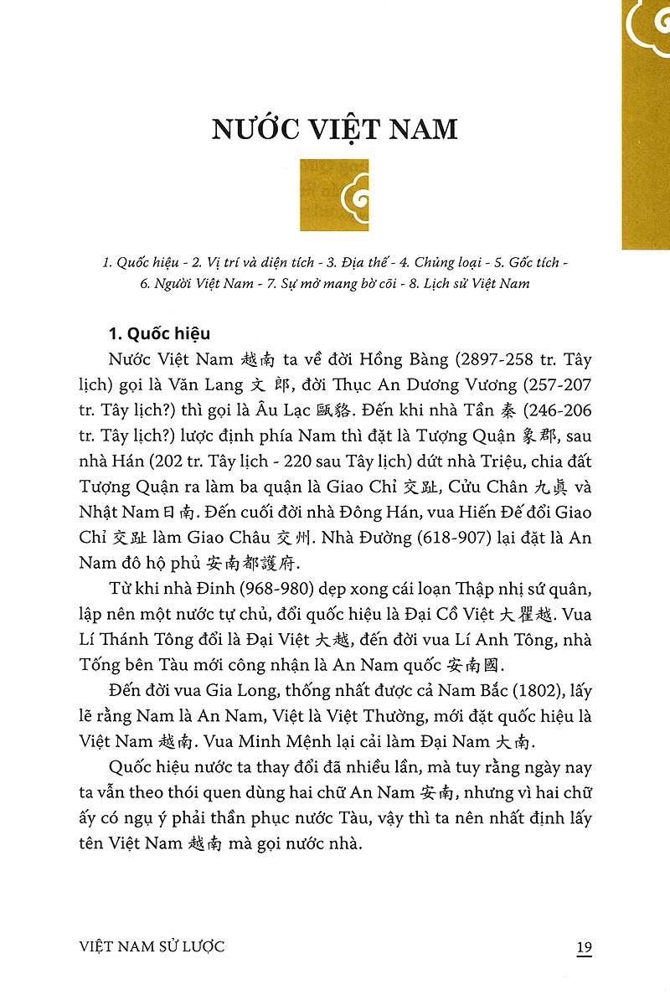 NƯỚC VIỆT NAM
1. Quốc hiệu - 2. Vị trí và diện tích - 3. Địa thế - 4. Chủng loại - 5. Gốc tích -
6. Người Việt Nam - 7. Sự mở mang bờ cõi - 8. Lịch sử Việt Nam
1. Quốc hiệu
Nước Việt Nam 越南 ta về đời Hồng Bàng (2897-258 tr. Tây
lịch) gọi là Văn Lang 文 郎, đời Thục An Dương Vương (257-207
tr. Tây lịch?) thì gọi là Âu Lạc 甌貉. Đến khi nhà Tần 秦 (246-206
tr. Tây lịch?) lược định phía Nam thì đặt là Tượng Quận 象郡, sau
nhà Hán (202 tr. Tây lịch - 220 sau Tây lịch) dứt nhà Triệu, chia đất
Tượng Quận ra làm ba quận là Giao Chỉ 交趾, Cửu Chân 九眞 và
Nhật Nam 日南. Đến cuối đời nhà Đông Hán, vua Hiến Đế đổi Giao
Chỉ 交趾 làm Giao Châu 交州. Nhà Đường (618-907) lại đặt là An
Nam đô hộ phủ 安南都護府.
Từ khi nhà Đinh (968-980) dẹp xong cái loạn Thập nhị sứ quân,
lập nên một nước tự chủ, đổi quốc hiệu là Đại Cồ Việt 大瞿越. Vua
Lí Thánh Tông đổi là Đại Việt 大越, đến đời vua Lí Anh Tông, nhà
Tống bên Tàu mới công nhận là An Nam quốc 安南國.
Đến đời vua Gia Long, thống nhất được cả Nam Bắc (1802), lấy
lẽ rằng Nam là An Nam, Việt là Việt Thường, mới đặt quốc hiệu là
Việt Nam 越南. Vua Minh Mệnh lại cải làm Đại Nam 大南.
Quốc hiệu nước ta thay đổi đã nhiều lần, mà tuy rằng ngày nay
ta vẫn theo thói quen dùng hai chữ An Nam 安南, nhưng vì hai chữ
ấy có ngụ ý phải thần phục nước Tàu, vậy thì ta nên nhất định lấy
tên Việt Nam 越南 mà gọi nước nhà.
VIỆT NAM SỬ LƯỢC
19